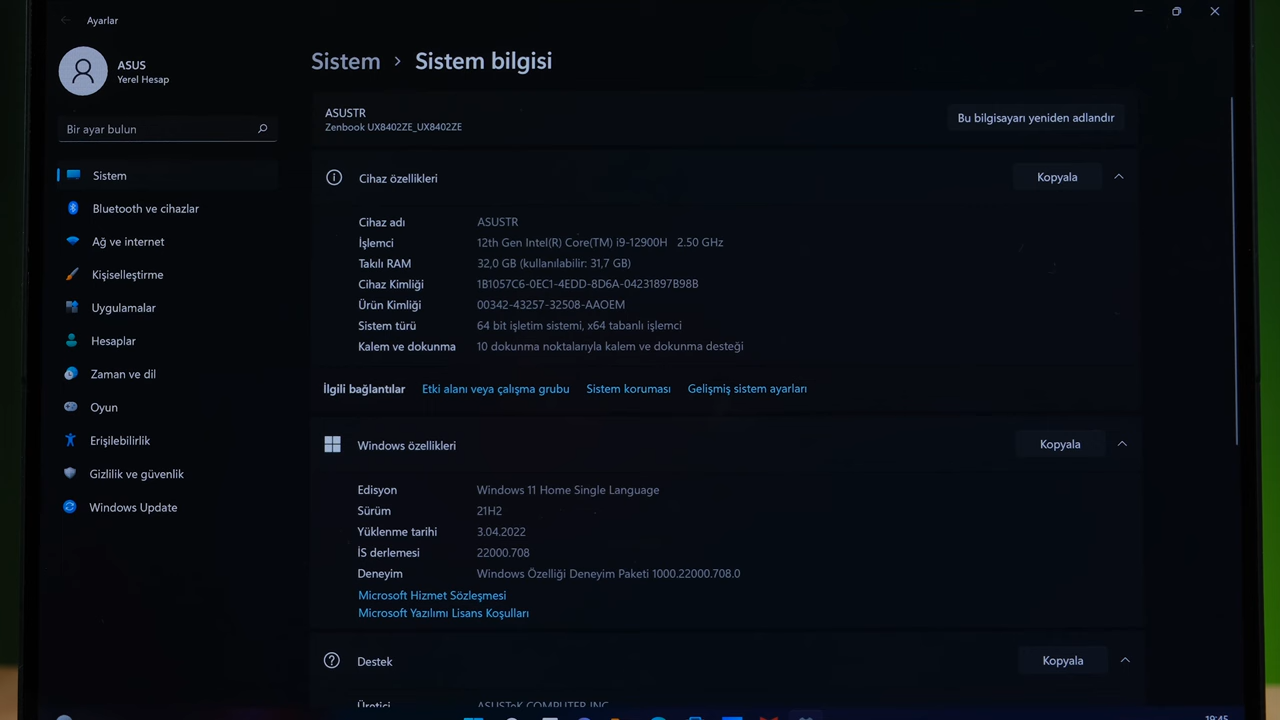 Ayarlar
ASUS
Yerel Hesap
Bir ayar bulun
Sistem
Bluetooth ve cihazlar
Ağ ve internet
Kişiselleştirme
Uygulamalar
Hesaplar
Zaman ve dil
Oyun
Erişilebilirlik
Gizlilik ve güvenlik
Windows Update
Sistem › Sistem bilgisi
ASUSTR
Zenbook UX8402ZE_UX8402ZE
Bu bilgisayarı yeniden adlandır
Cihaz özellikleri
Kopyala
Cihaz adı ASUSTR
İşlemci 12th Gen Intel(R) Core(TM) i9-12900H 2.50 GHz
Takılı RAM 32,0 GB (kullanılabilir: 31,7 GB)
Cihaz Kimliği 1B1057C6-0EC1-4EDD-8D6A-04231897B98B
Ürün Kimliği 00342-43257-32508-AAOEM
Sistem türü 64 bit işletim sistemi, x64 tabanlı işlemci
Kalem ve dokunma 10 dokunma noktalarıyla kalem ve dokunma desteği
İlgili bağlantılar Etki alanı veya çalışma grubu Sistem koruması Gelişmiş sistem ayarları
Windows özellikleri
Kopyala
Edisyon Windows 11 Home Single Language
Sürüm 21H2
Yüklenme tarihi 3.04.2022
İS derlemesi 22000.708
Deneyim Windows Özelliği Deneyim Paketi 1000.22000.708.0
Microsoft Hizmet Sözleşmesi
Microsoft Yazılımı Lisans Koşulları
Destek
Kopyala
Üretici ASUSTeK COMPUTER INC.
19:45